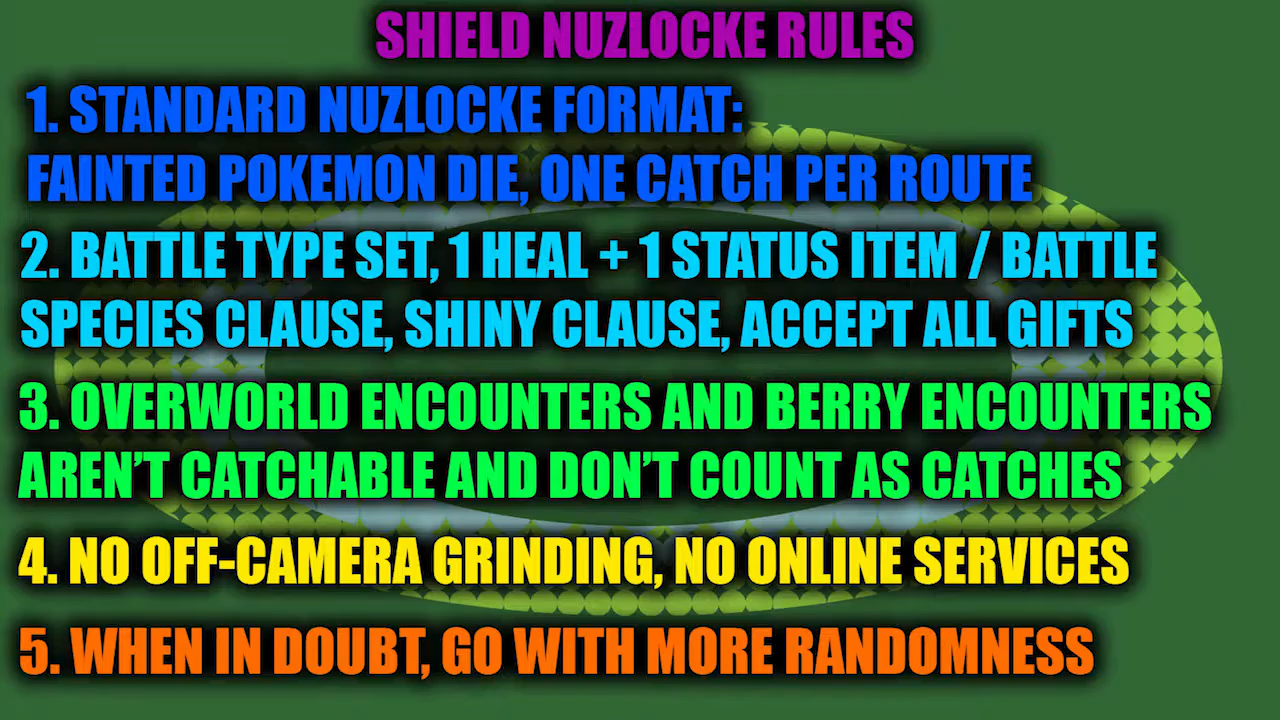 SHIELD NUZLOCKE RULES
1. STANDARD NUZLOCKE FORMAT:
FAINTED POKEMON DIE, ONE CATCH PER ROUTE
2. BATTLE TYPE SET, 1 HEAL + 1 STATUS ITEM / BATTLE
SPECIES CLAUSE, SHINY CLAUSE, ACCEPT ALL GIFTS
3. OVERWORLD ENCOUNTERS AND BERRY ENCOUNTERS
AREN'T CATCHABLE AND DON'T COUNT AS CATCHES
4. NO OFF-CAMERA GRINDING, NO ONLINE SERVICES
5. WHEN IN DOUBT, GO WITH MORE RANDOMNESS